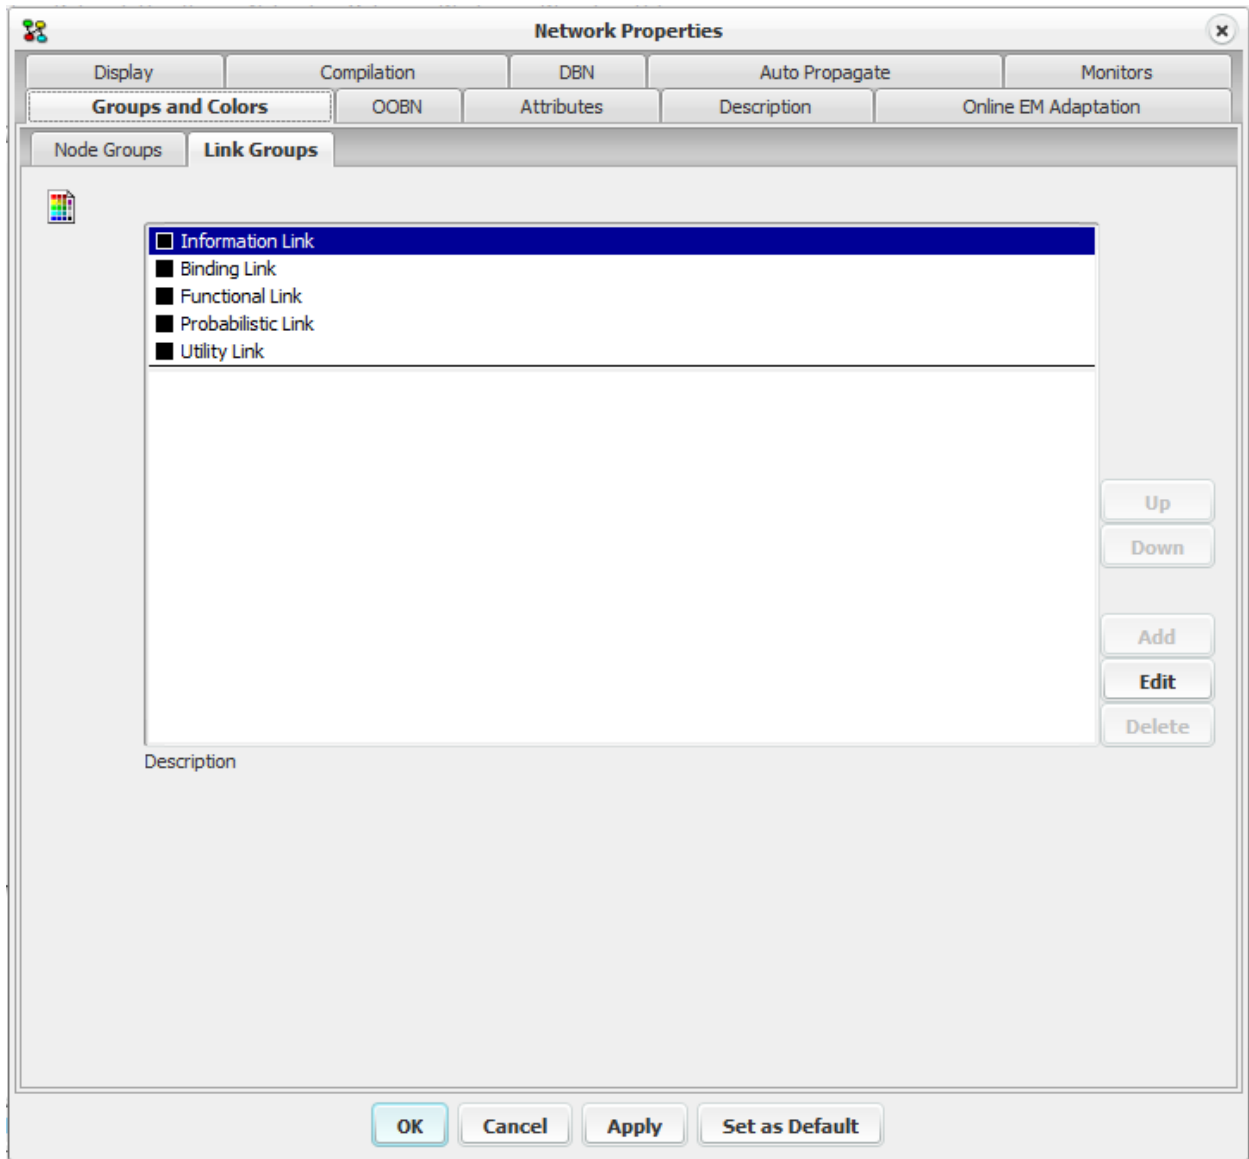 Network Properties
Display Compilation DBN Auto Propagate Monitors
Groups and Colors OOBN Attributes Description Online EM Adaptation
Node Groups Link Groups
Information Link
Binding Link
Functional Link
Probabilistic Link
Utility Link
Up
Down
Add
Edit
Delete
Description
OK Cancel Apply Set as Default